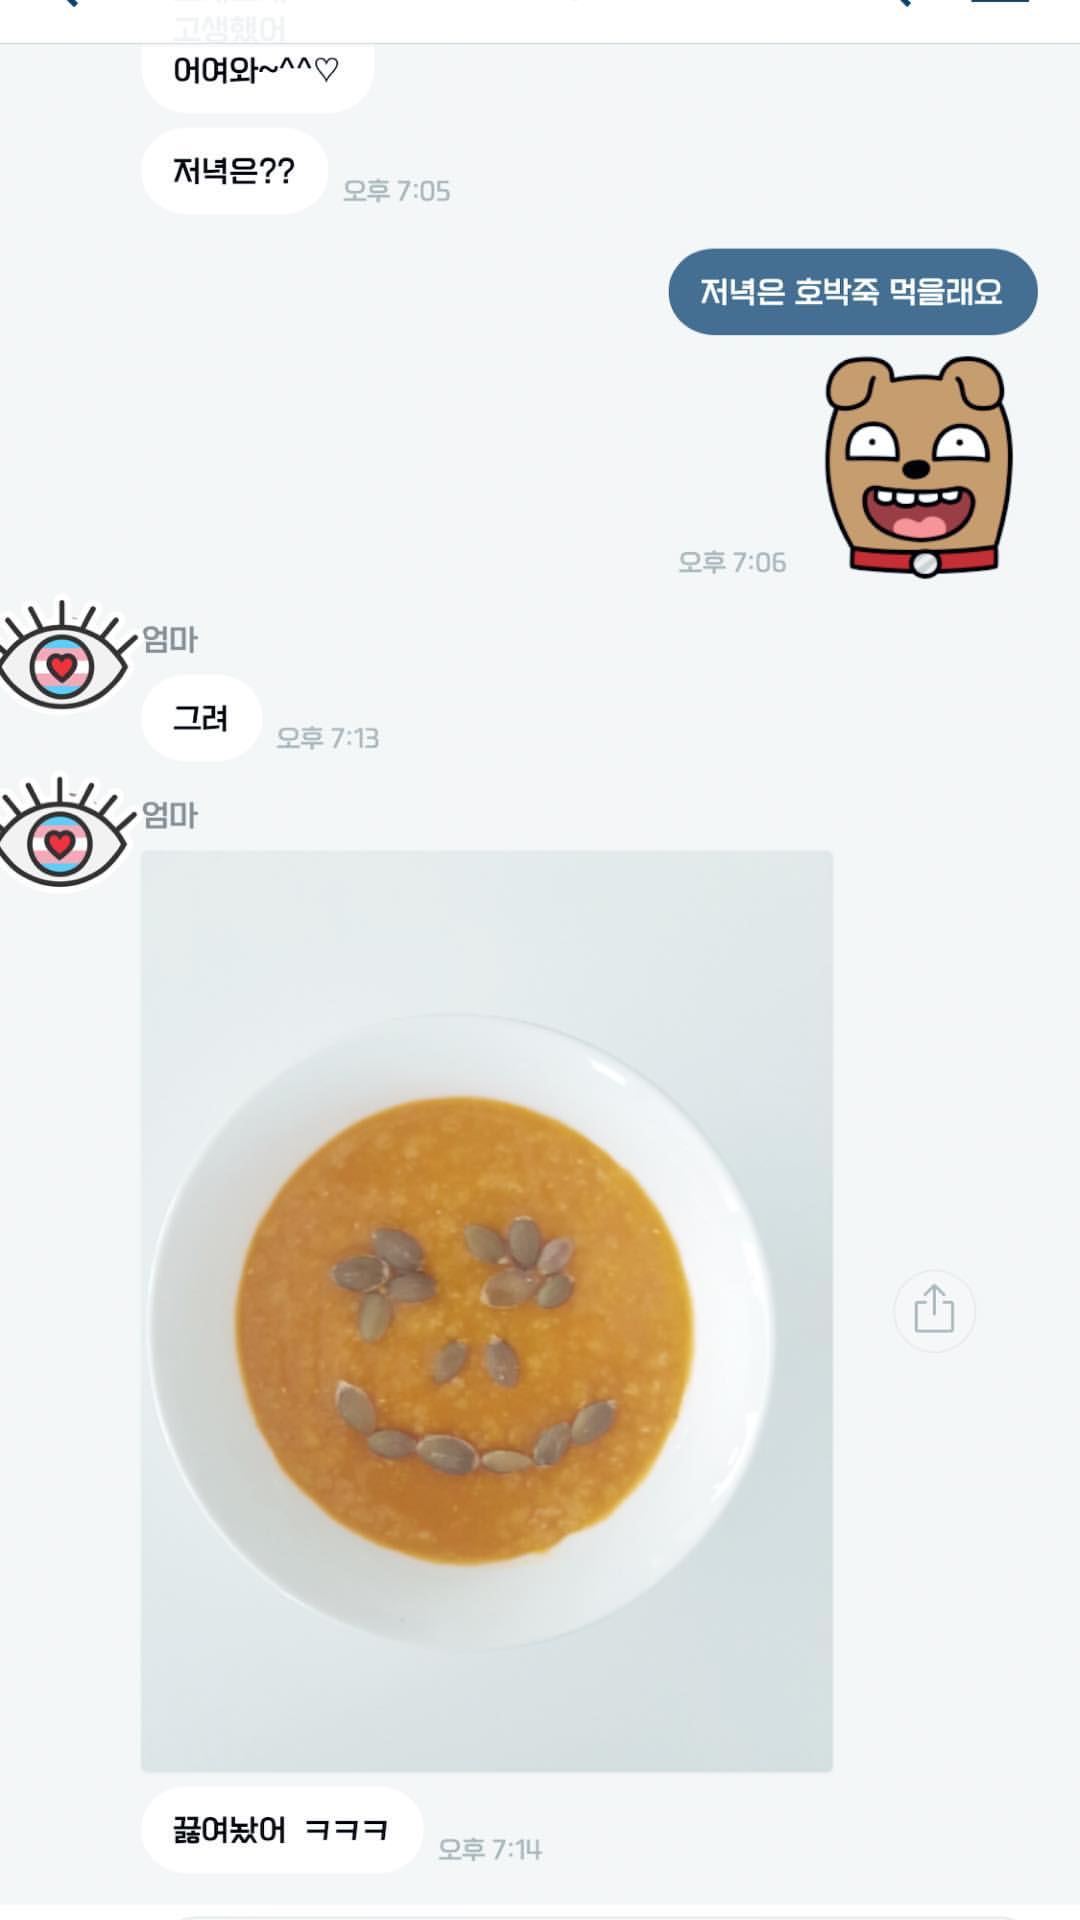 고생했어
어여와~^^♡
저녁은??
오후 7:05
저녁은 호박죽 먹을래요
오후 7:06
엄마
그려
오후 7:13
엄마
끓여놨어 ㅋㅋㅋ
오후 7:14